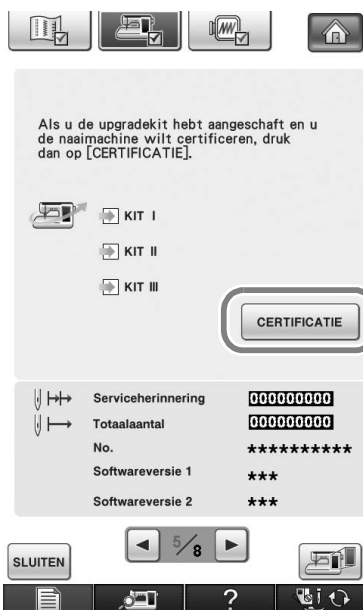 Als u de upgradekit hebt aangeschaft en u
de naaimachine wilt certificeren, druk
dan op [CERTIFICATIE].
KIT I
KIT II
KIT III
CERTIFICATIE
Serviceherinnering 000000000
Totaalaantal 000000000
No. **********
Softwareversie 1 ***
Softwareversie 2 ***
5/8
SLUITEN
?